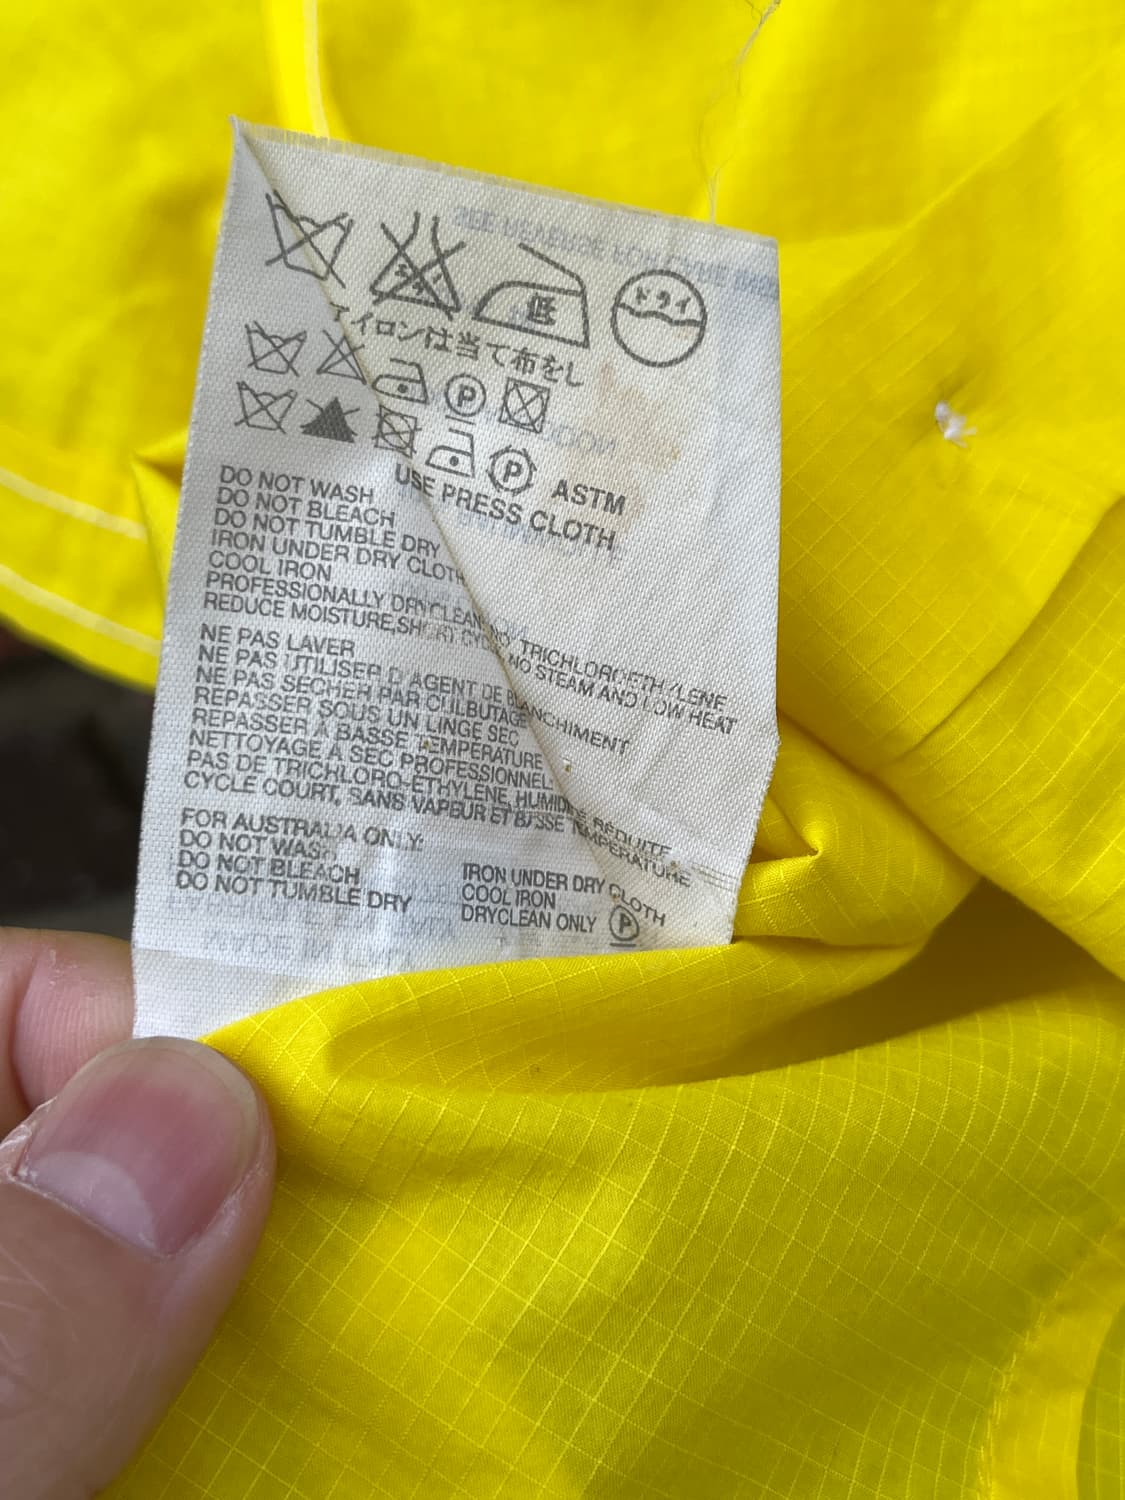 ドライ
低
アイロンは当て布をし
P
P ASTM
USE PRESS CLOTH
DO NOT WASH
DO NOT BLEACH
DO NOT TUMBLE DRY
IRON UNDER DRY CLOTH
COOL IRON
PROFESSIONALLY DRYCLEAN, NO TRICHLOROETHYLENE
REDUCE MOISTURE,SHORT CYCLE, NO STEAM AND LOW HEAT
NE PAS LAVER
NE PAS UTILISER D'AGENT DE BLANCHIMENT
NE PAS SECHER PAR CULBUTAGE
REPASSER SOUS UN LINGE SEC
REPASSER À BASSE TEMPÉRATURE
NETTOYAGE À SEC PROFESSIONNEL
PAS DE TRICHLORO-ETHYLENE, HUMIDITE REDUITE
CYCLE COURT, SANS VAPEUR ET BASSE TEMPERATURE
FOR AUSTRALIA ONLY:
DO NOT WASH
DO NOT BLEACH
DO NOT TUMBLE DRY
IRON UNDER DRY CLOTH
COOL IRON
DRYCLEAN ONLY P